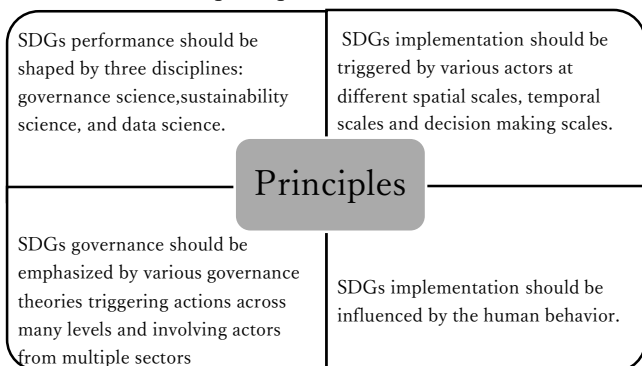 SDGs performance should be
shaped by three disciplines:
governance science,sustainability
science, and data science.
SDGs implementation should be
triggered by various actors at
different spatial scales, temporal
scales and decision making scales.
Principles
SDGs governance should be
emphasized by various governance
theories triggering actions across
many levels and involving actors
from multiple sectors
SDGs implementation should be
influenced by the human behavior.